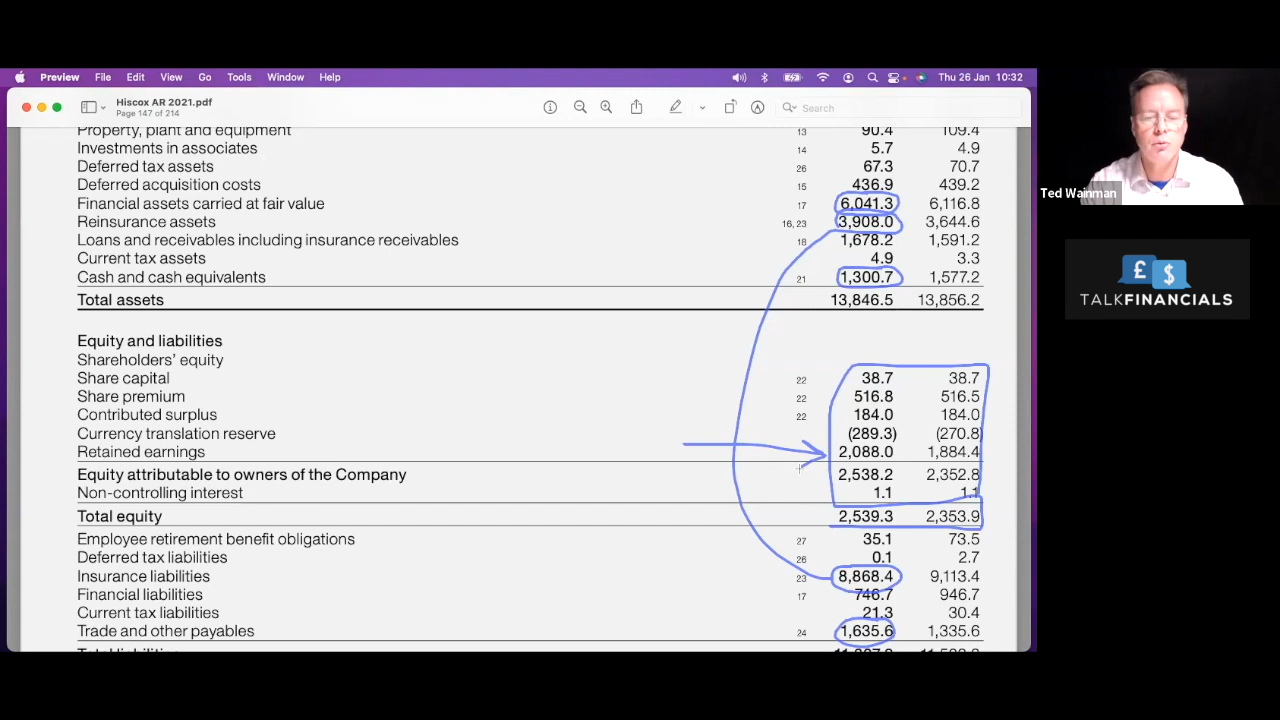 Preview File Edit View Go Tools Window Help Thu 26 Jan 10:32
Hiscox AR 2021.pdf
Page 147 of 214
Search
Property, plant and equipment 13 90.4 109.4
Investments in associates 14 5.7 4.9
Deferred tax assets 26 67.3 70.7
Deferred acquisition costs 15 436.9 439.2
Financial assets carried at fair value 17 6,041.3 6,116.8
Reinsurance assets 16, 23 3,908.0 3,644.6
Loans and receivables including insurance receivables 18 1,678.2 1,591.2
Current tax assets 4.9 3.3
Cash and cash equivalents 21 1,300.7 1,577.2
Total assets 13,846.5 13,856.2
Equity and liabilities
Shareholders' equity
Share capital 22 38.7 38.7
Share premium 22 516.8 516.5
Contributed surplus 22 184.0 184.0
Currency translation reserve (289.3) (270.8)
Retained earnings 2,088.0 1,884.4
Equity attributable to owners of the Company 2,538.2 2,352.8
Non-controlling interest 1.1 1.1
Total equity 2,539.3 2,353.9
Employee retirement benefit obligations 27 35.1 73.5
Deferred tax liabilities 26 0.1 2.7
Insurance liabilities 23 8,868.4 9,113.4
Financial liabilities 17 746.7 946.7
Current tax liabilities 21.3 30.4
Trade and other payables 24 1,635.6 1,335.6
Ted Wainman
£ $
TALKFINANCIALS